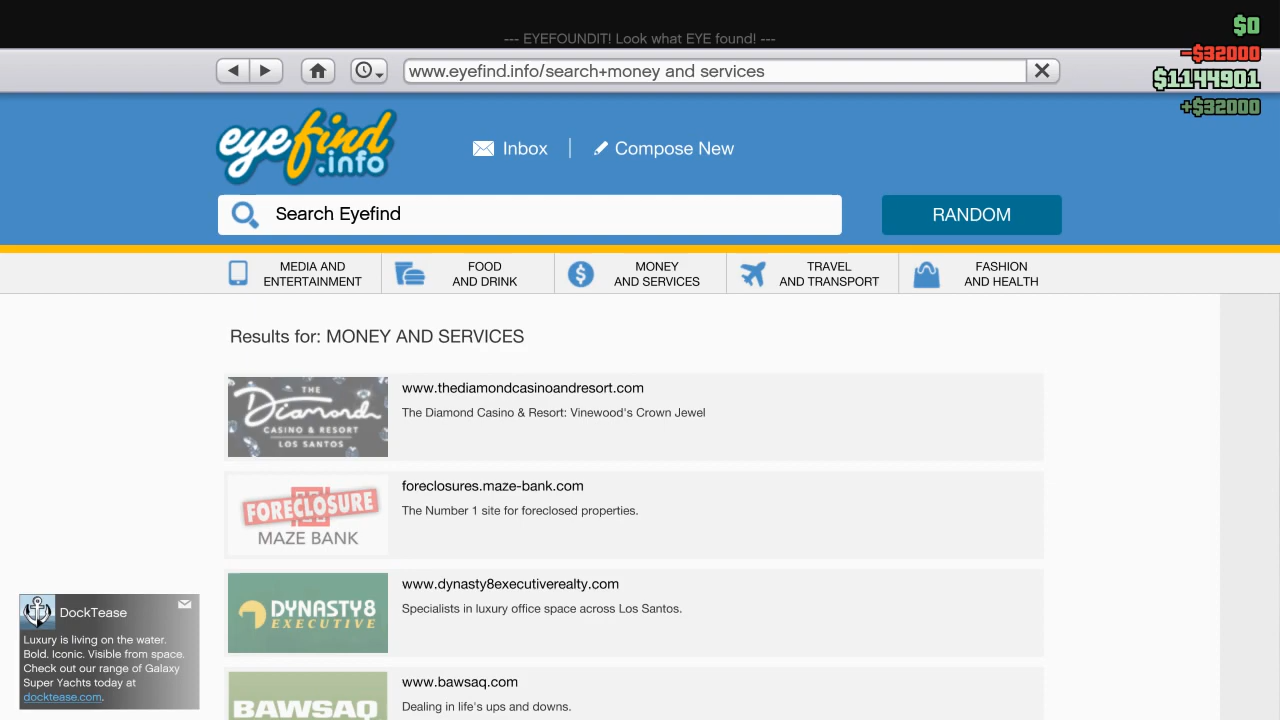 --- EYEFOUNDIT! Look what EYE found! ---
$0
-$32000
$1144901
+$32000
www.eyefind.info/search+money and services
eyefind
.info
Inbox
Compose New
Search Eyefind
RANDOM
MEDIA AND
ENTERTAINMENT
FOOD
AND DRINK
MONEY
AND SERVICES
TRAVEL
AND TRANSPORT
FASHION
AND HEALTH
Results for: MONEY AND SERVICES
THE
Diamond
CASINO & RESORT
LOS SANTOS
www.thediamondcasinoandresort.com
The Diamond Casino & Resort: Vinewood's Crown Jewel
FORECLOSURE
MAZE BANK
foreclosures.maze-bank.com
The Number 1 site for foreclosed properties.
DYNASTY8
EXECUTIVE
www.dynasty8executiverealty.com
Specialists in luxury office space across Los Santos.
BAWSAQ
www.bawsaq.com
Dealing in life's ups and downs.
DockTease
Luxury is living on the water.
Bold. Iconic. Visible from space.
Check out our range of Galaxy
Super Yachts today at
docktease.com.